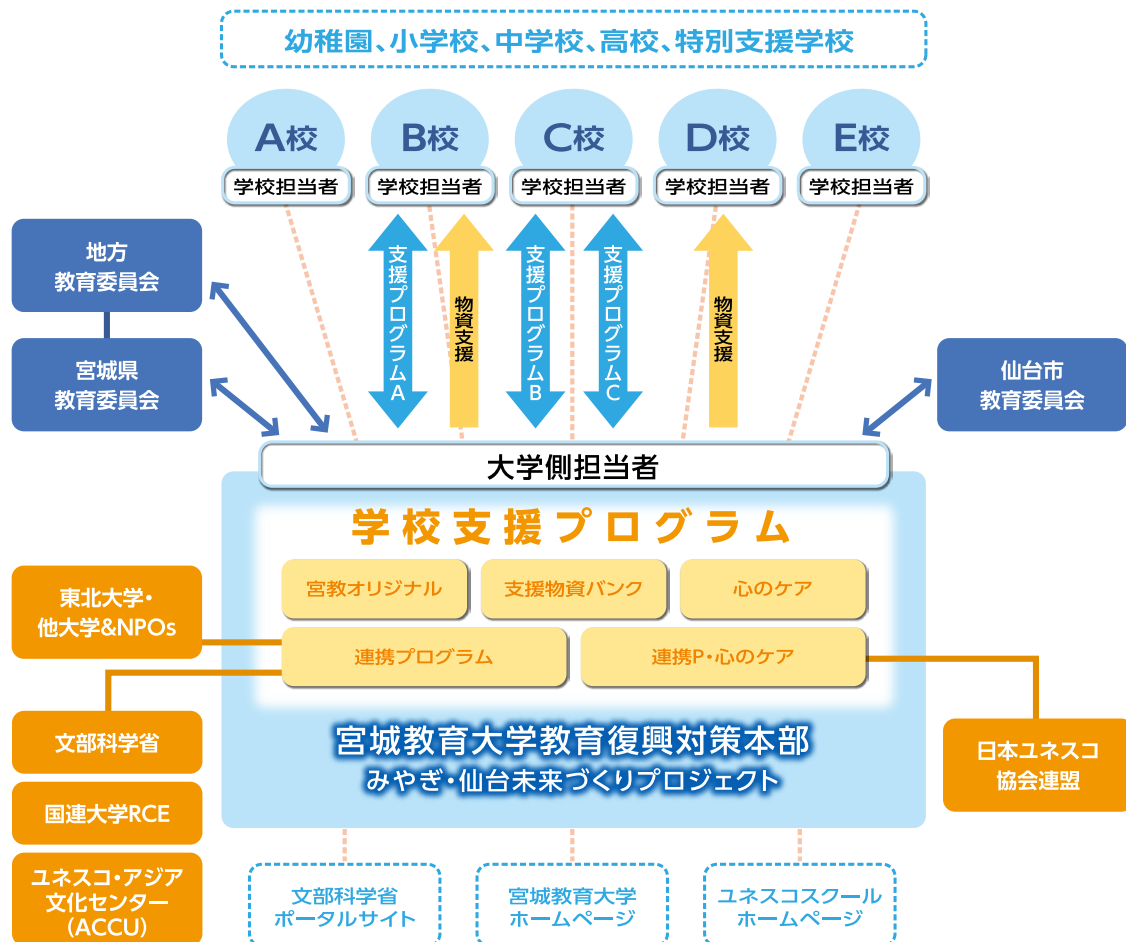 幼稚園、小学校、中学校、高校、特別支援学校
A校
B校
C校
D校
E校
学校担当者
学校担当者
学校担当者
学校担当者
学校担当者
地方
教育委員会
宮城県
教育委員会
支援プログラムA
物資支援
支援プログラムB
支援プログラムC
物資支援
仙台市
教育委員会
大学側担当者
学校支援プログラム
宮教オリジナル
支援物資バンク
心のケア
連携プログラム
連携P・心のケア
東北大学・
他大学&NPOs
文部科学省
国連大学RCE
ユネスコ・アジア
文化センター
(ACCU)
宮城教育大学教育復興対策本部
みやぎ・仙台未来づくりプロジェクト
日本ユネスコ
協会連盟
文部科学省
ポータルサイト
宮城教育大学
ホームページ
ユネスコスクール
ホームページ